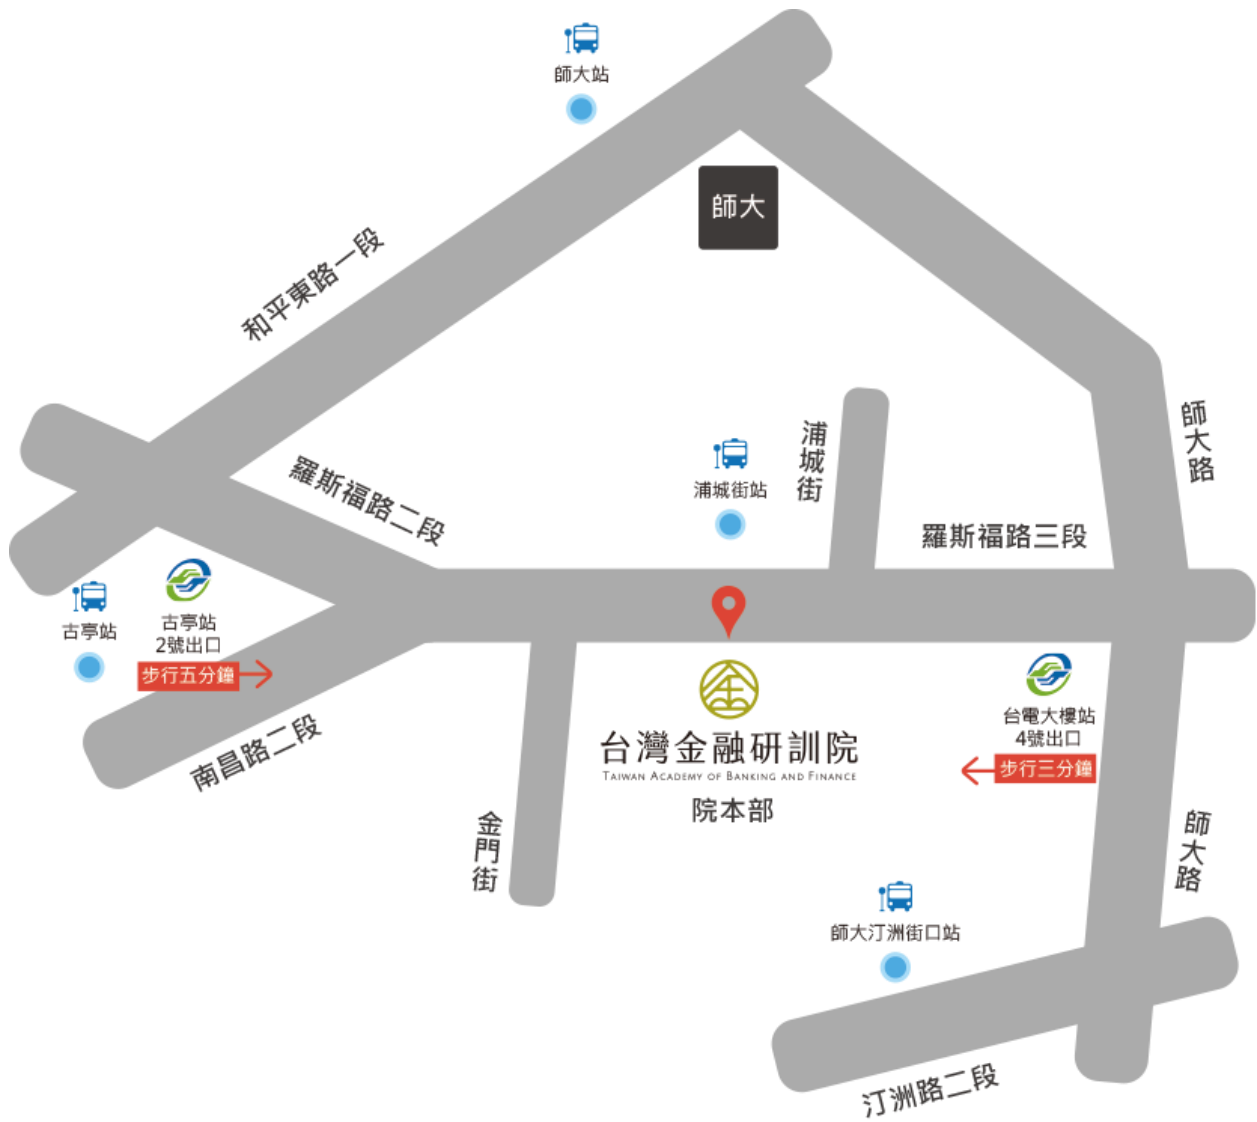 師大站
師大
和平東路一段
師大路
浦城街
浦城街站
羅斯福路二段
羅斯福路三段
古亭站
古亭站
2號出口
步行五分鐘
南昌路二段
台電大樓站
4號出口
步行三分鐘
台灣金融研訓院
TAIWAN ACADEMY OF BANKING AND FINANCE
院本部
金門街
師大路
師大汀洲街口站
汀洲路二段